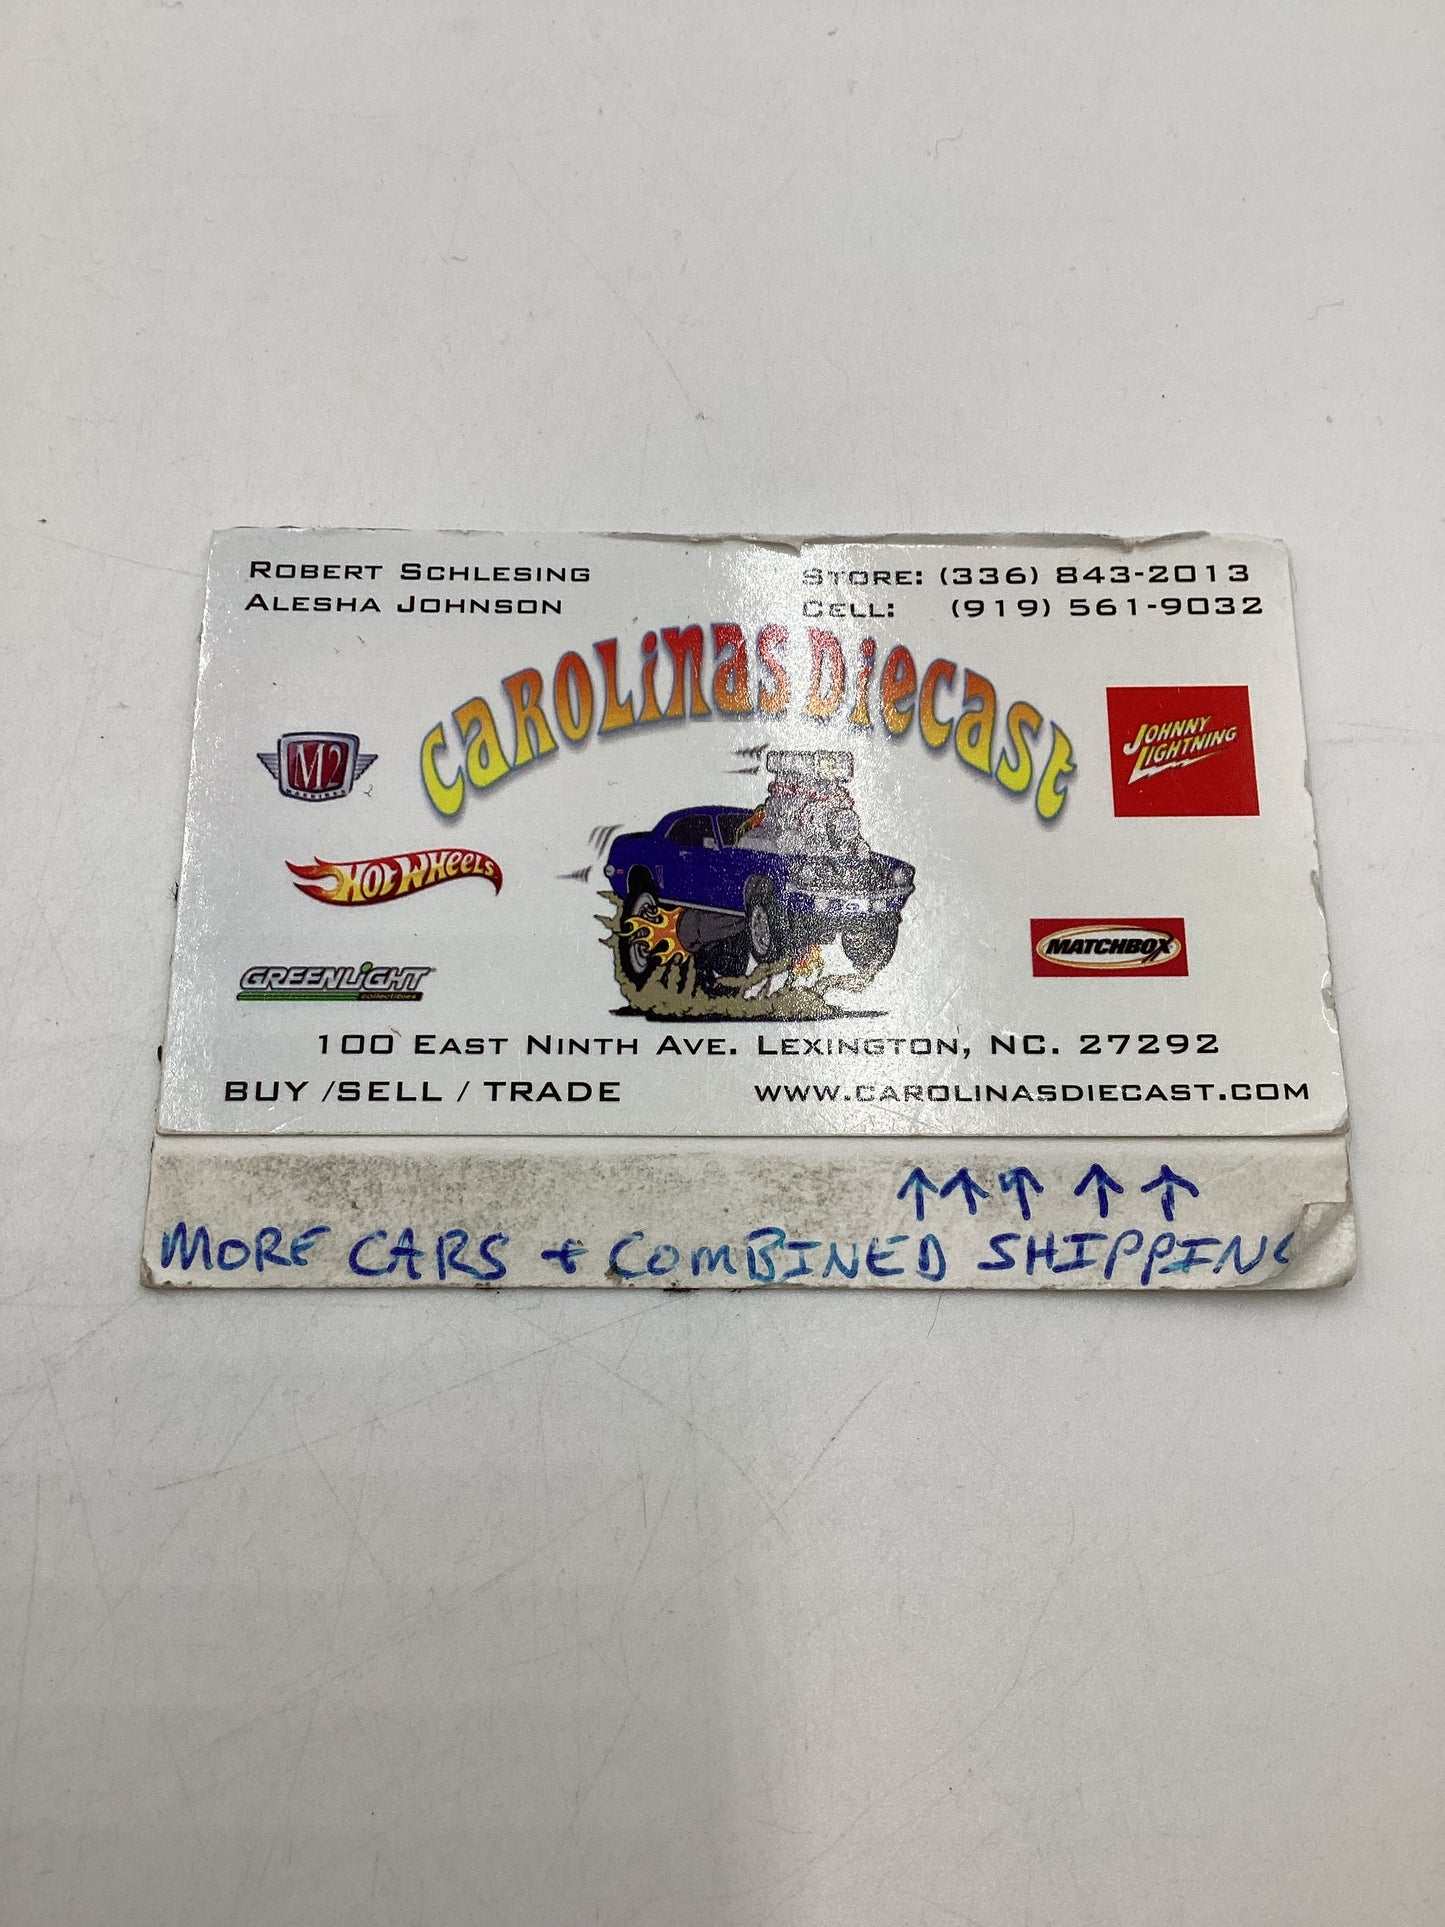 ROBERT SCHLESING
ALESHA JOHNSON
STORE: (336) 843-2013
CELL: (919) 561-9032
CAROLINAS DIECAST
M2
MACHINES
JOHNNY
LIGHTNING
HOT WHEELS
MATCHBOX
GREENLIGHT
collectibles
100 EAST NINTH AVE. LEXINGTON, NC. 27292
BUY /SELL / TRADE
WWW.CAROLINASDIECAST.COM
↑↑↑↑↑
MORE CARS + COMBINED SHIPPING